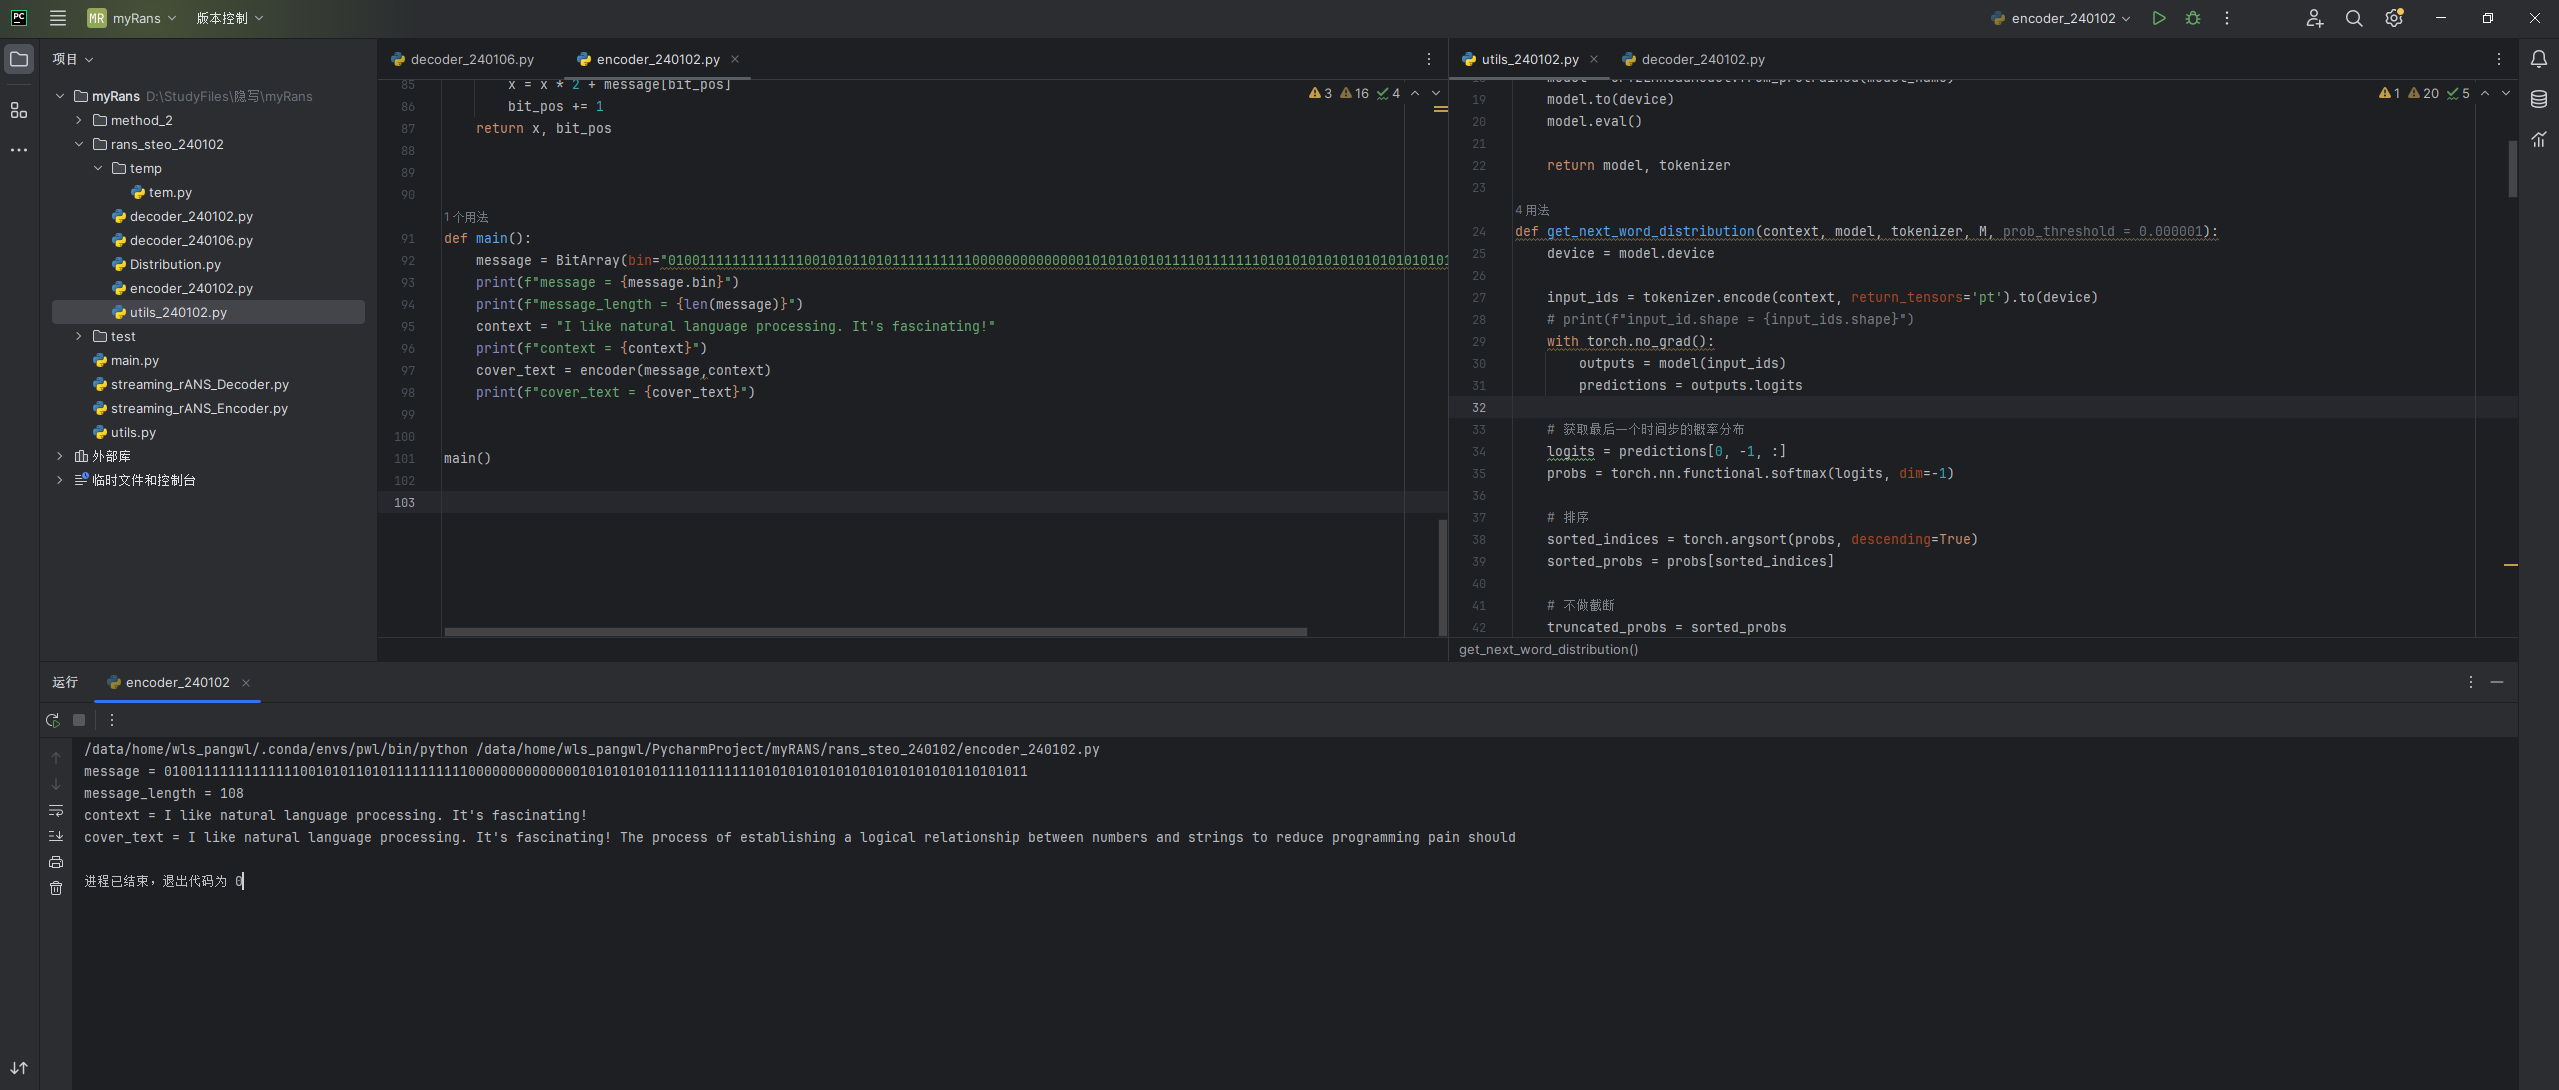 PC
MR myRans 版本控制
encoder_240102
项目
myRans D:\StudyFiles\隐写\myRans
method_2
rans_steo_240102
temp
tem.py
decoder_240102.py
decoder_240106.py
Distribution.py
encoder_240102.py
utils_240102.py
test
main.py
streaming_rANS_Decoder.py
streaming_rANS_Encoder.py
utils.py
外部库
临时文件和控制台
decoder_240106.py encoder_240102.py
3 16 4
85 x = x * 2 + message[bit_pos]
86 bit_pos += 1
87 return x, bit_pos
88
89
90
1 个用法
91 def main():
92 message = BitArray(bin=
93 print(f"message = {message.bin}")
94 print(f"message_length = {len(message)}")
95 context = "I like natural language processing. It's fascinating!"
96 print(f"context = {context}")
97 cover_text = encoder(message,context)
98 print(f"cover_text = {cover_text}")
99
100
101 main()
102
103
utils_240102.py decoder_240102.py
1 20 5
19 model.to(device)
20 model.eval()
21
22 return model, tokenizer
23
4 用法
24 def get_next_word_distribution(context, model, tokenizer, M, prob_threshold = 0.000001):
25 device = model.device
26
27 input_ids = tokenizer.encode(context, return_tensors='pt').to(device)
28 # print(f"input_id.shape = {input_ids.shape}")
29 with torch.no_grad():
30 outputs = model(input_ids)
31 predictions = outputs.logits
32
33 # 获取最后一个时间步的概率分布
34 logits = predictions[0, -1, :]
35 probs = torch.nn.functional.softmax(logits, dim=-1)
36
37 # 排序
38 sorted_indices = torch.argsort(probs, descending=True)
39 sorted_probs = probs[sorted_indices]
40
41 # 不做截断
42 truncated_probs = sorted_probs
get_next_word_distribution()
运行 encoder_240102
/data/home/wls_pangwl/.conda/envs/pwl/bin/python /data/home/wls_pangwl/PycharmProject/myRANS/rans_steo_240102/encoder_240102.py
message =
message_length = 108
context = I like natural language processing. It's fascinating!
cover_text = I like natural language processing. It's fascinating! The process of establishing a logical relationship between numbers and strings to reduce programming pain should
进程已结束，退出代码为 0